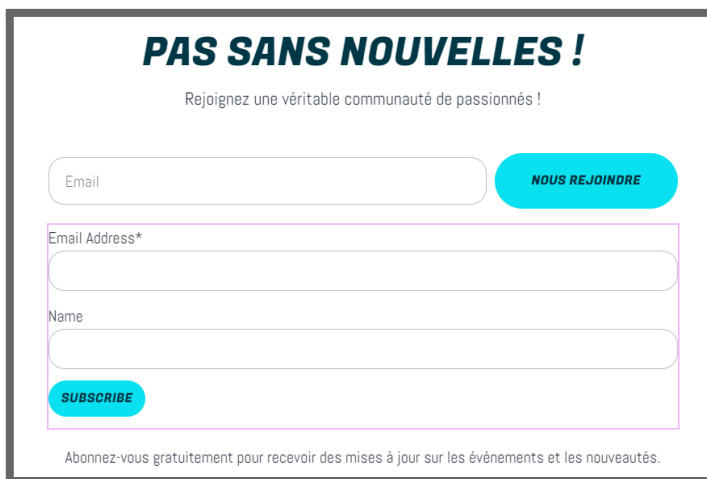 PAS SANS NOUVELLES !
Rejoignez une véritable communauté de passionnés !
Email
NOUS REJOINDRE
Email Address*
Name
SUBSCRIBE
Abonnez-vous gratuitement pour recevoir des mises à jour sur les événements et les nouveautés.